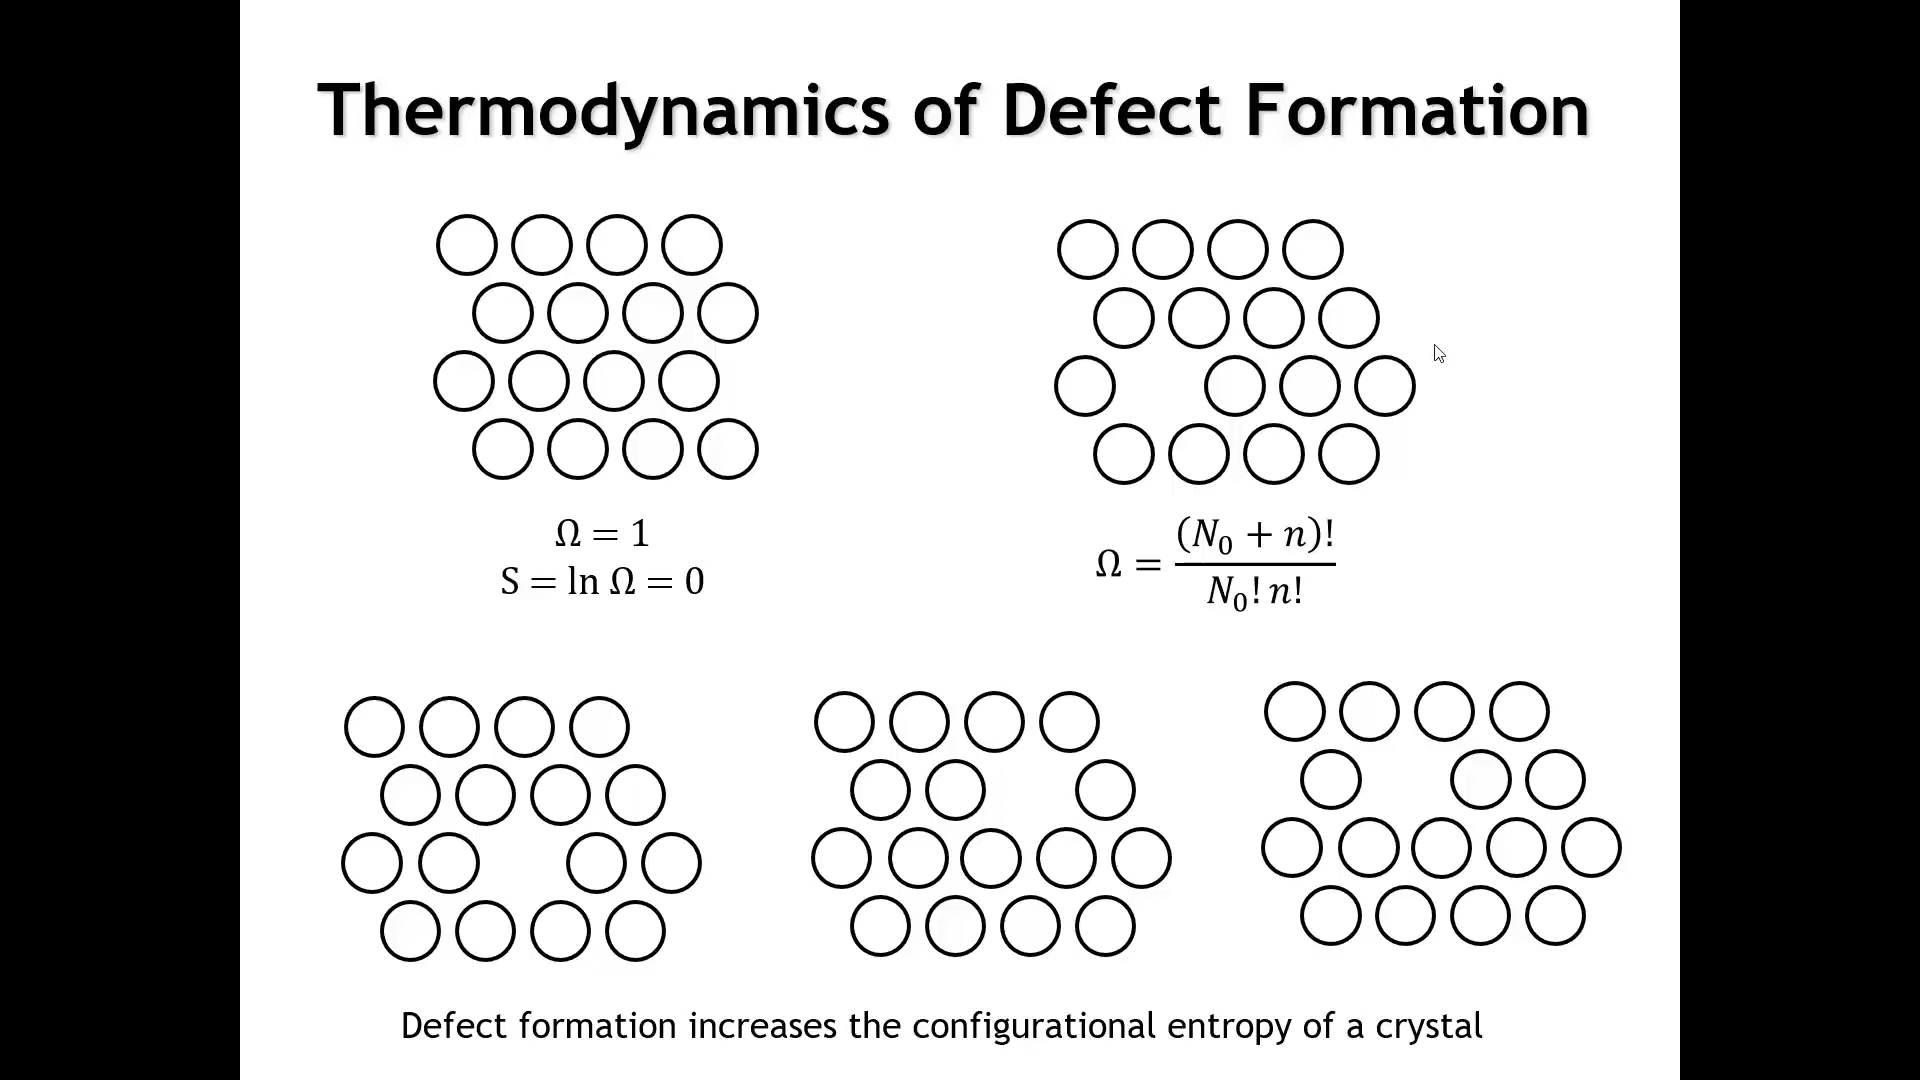 Thermodynamics of Defect Formation
Ω = 1
S = ln Ω = 0
Ω = (N₀ + n)! / N₀! n!
Defect formation increases the configurational entropy of a crystal